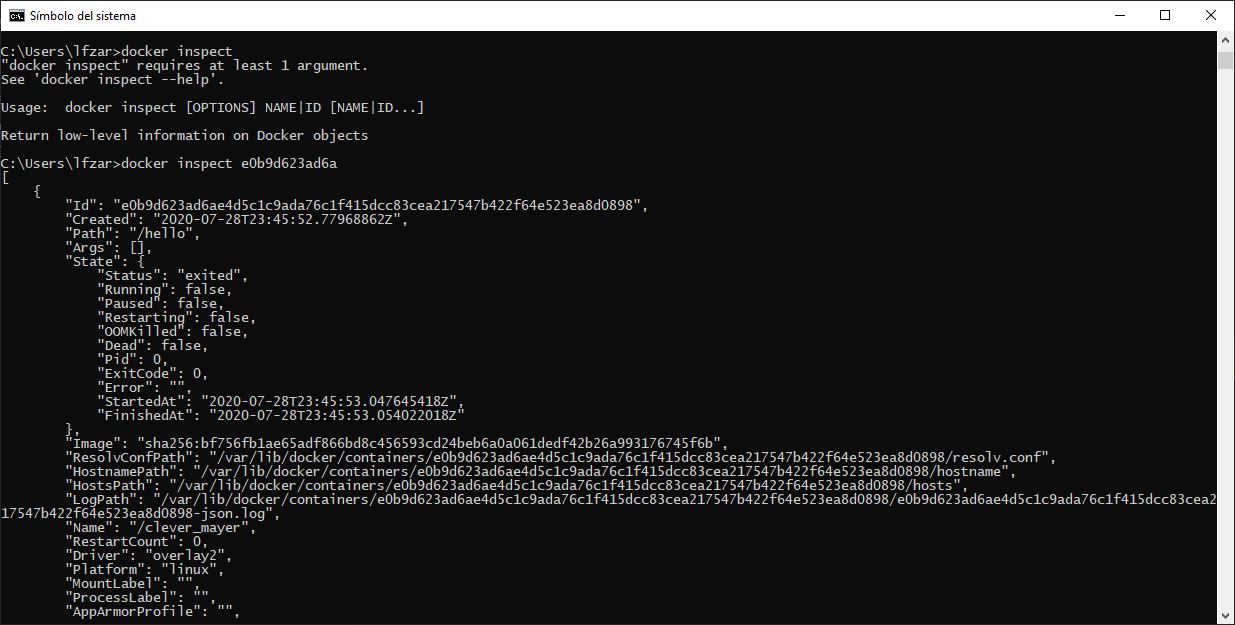 Símbolo del sistema
C:\Users\lfzar>docker inspect
"docker inspect" requires at least 1 argument.
See 'docker inspect --help'.
Usage:  docker inspect [OPTIONS] NAME|ID [NAME|ID...]
Return low-level information on Docker objects
C:\Users\lfzar>docker inspect e0b9d623ad6a
[
    {
        "Id": "e0b9d623ad6ae4d5c1c9ada76c1f415dcc83cea217547b422f64e523ea8d0898",
        "Created": "2020-07-28T23:45:52.77968862Z",
        "Path": "/hello",
        "Args": [],
        "State": {
            "Status": "exited",
            "Running": false,
            "Paused": false,
            "Restarting": false,
            "OOMKilled": false,
            "Dead": false,
            "Pid": 0,
            "ExitCode": 0,
            "Error": "",
            "StartedAt": "2020-07-28T23:45:53.047645418Z",
            "FinishedAt": "2020-07-28T23:45:53.054022018Z"
        },
        "Image": "sha256:bf756fb1ae65adf866bd8c456593cd24beb6a0a061dedf42b26a993176745f6b",
        "ResolvConfPath": "/var/lib/docker/containers/e0b9d623ad6ae4d5c1c9ada76c1f415dcc83cea217547b422f64e523ea8d0898/resolv.conf",
        "HostnamePath": "/var/lib/docker/containers/e0b9d623ad6ae4d5c1c9ada76c1f415dcc83cea217547b422f64e523ea8d0898/hostname",
        "HostsPath": "/var/lib/docker/containers/e0b9d623ad6ae4d5c1c9ada76c1f415dcc83cea217547b422f64e523ea8d0898/hosts",
        "LogPath": "/var/lib/docker/containers/e0b9d623ad6ae4d5c1c9ada76c1f415dcc83cea217547b422f64e523ea8d0898/e0b9d623ad6ae4d5c1c9ada76c1f415dcc83cea2
17547b422f64e523ea8d0898-json.log",
        "Name": "/clever_mayer",
        "RestartCount": 0,
        "Driver": "overlay2",
        "Platform": "linux",
        "MountLabel": "",
        "ProcessLabel": "",
        "AppArmorProfile": "",